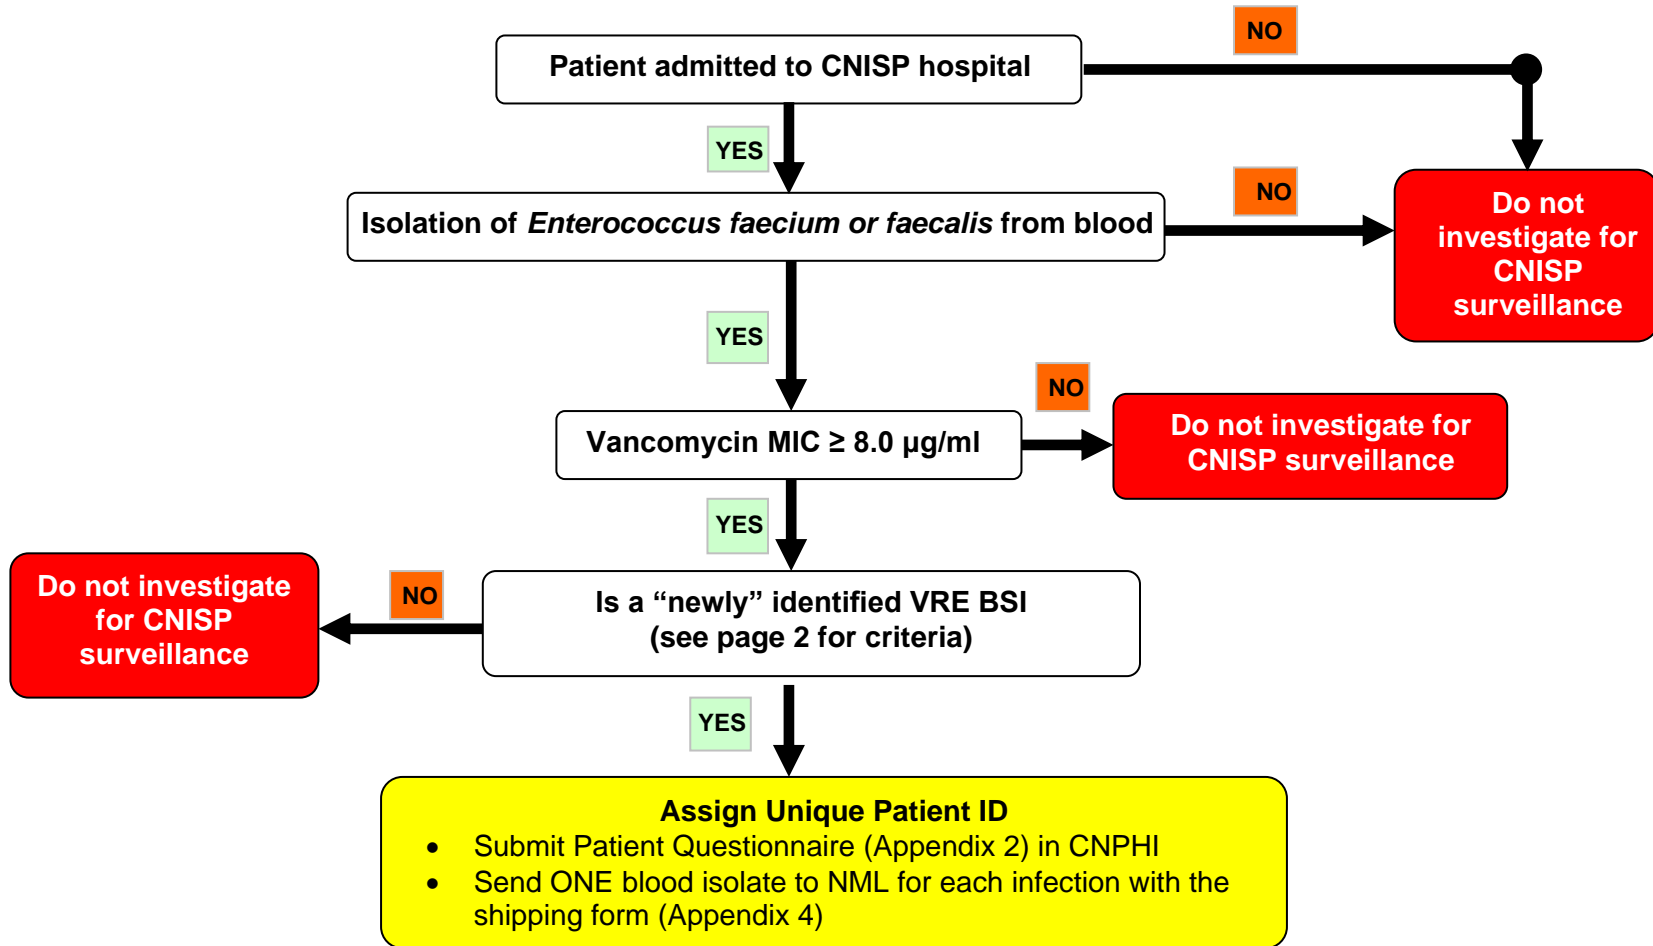 NO
Patient admitted to CNISP hospital
YES
NO
Isolation of Enterococcus faecium or faecalis from blood
Do not
investigate for
CNISP
surveillance
YES
NO
Vancomycin MIC ≥ 8.0 µg/ml
Do not investigate for
CNISP surveillance
YES
Do not investigate
for CNISP
surveillance
NO
Is a “newly” identified VRE BSI
(see page 2 for criteria)
YES
Assign Unique Patient ID
• Submit Patient Questionnaire (Appendix 2) in CNPHI
• Send ONE blood isolate to NML for each infection with the
shipping form (Appendix 4)